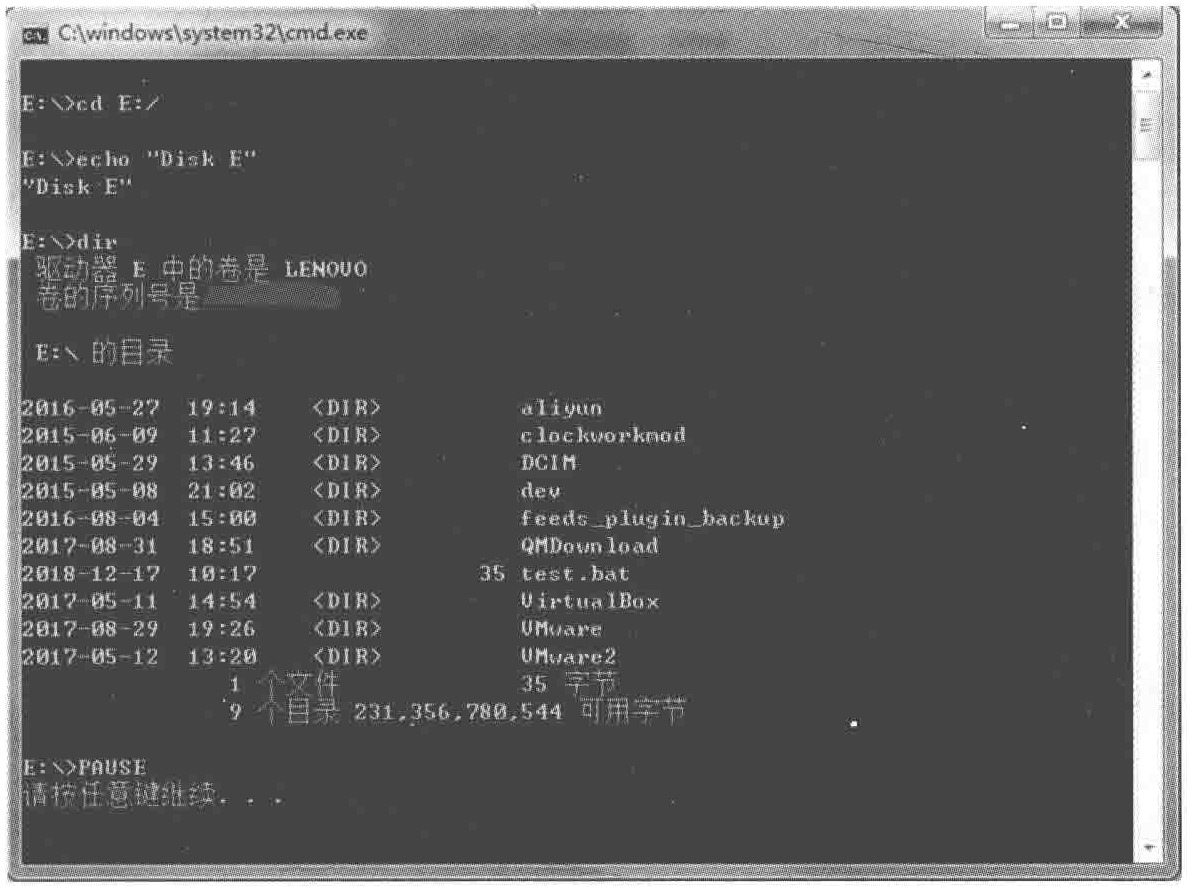 C:\windows\system32\cmd.exe
E:\>cd E:/
E:\>echo "Disk E"
"Disk E"
E:\>dir
驱动器 E 中的卷是 LENOVO
卷的序列号是
E:\ 的目录
2016-05-27 19:14 <DIR> aliyun
2015-06-09 11:27 <DIR> clockworkmod
2015-05-29 13:46 <DIR> DCIM
2015-05-08 21:02 <DIR> dev
2016-08-04 15:00 <DIR> feeds_plugin_backup
2017-08-31 18:51 <DIR> QMDownload
2018-12-17 10:17 35 test.bat
2017-05-11 14:54 <DIR> VirtualBox
2017-08-29 19:26 <DIR> VMware
2017-05-12 13:20 <DIR> VMware2
1 个文件 35 字节
9 个目录 231,356,780,544 可用字节
E:\>PAUSE
请按任意键继续. . .